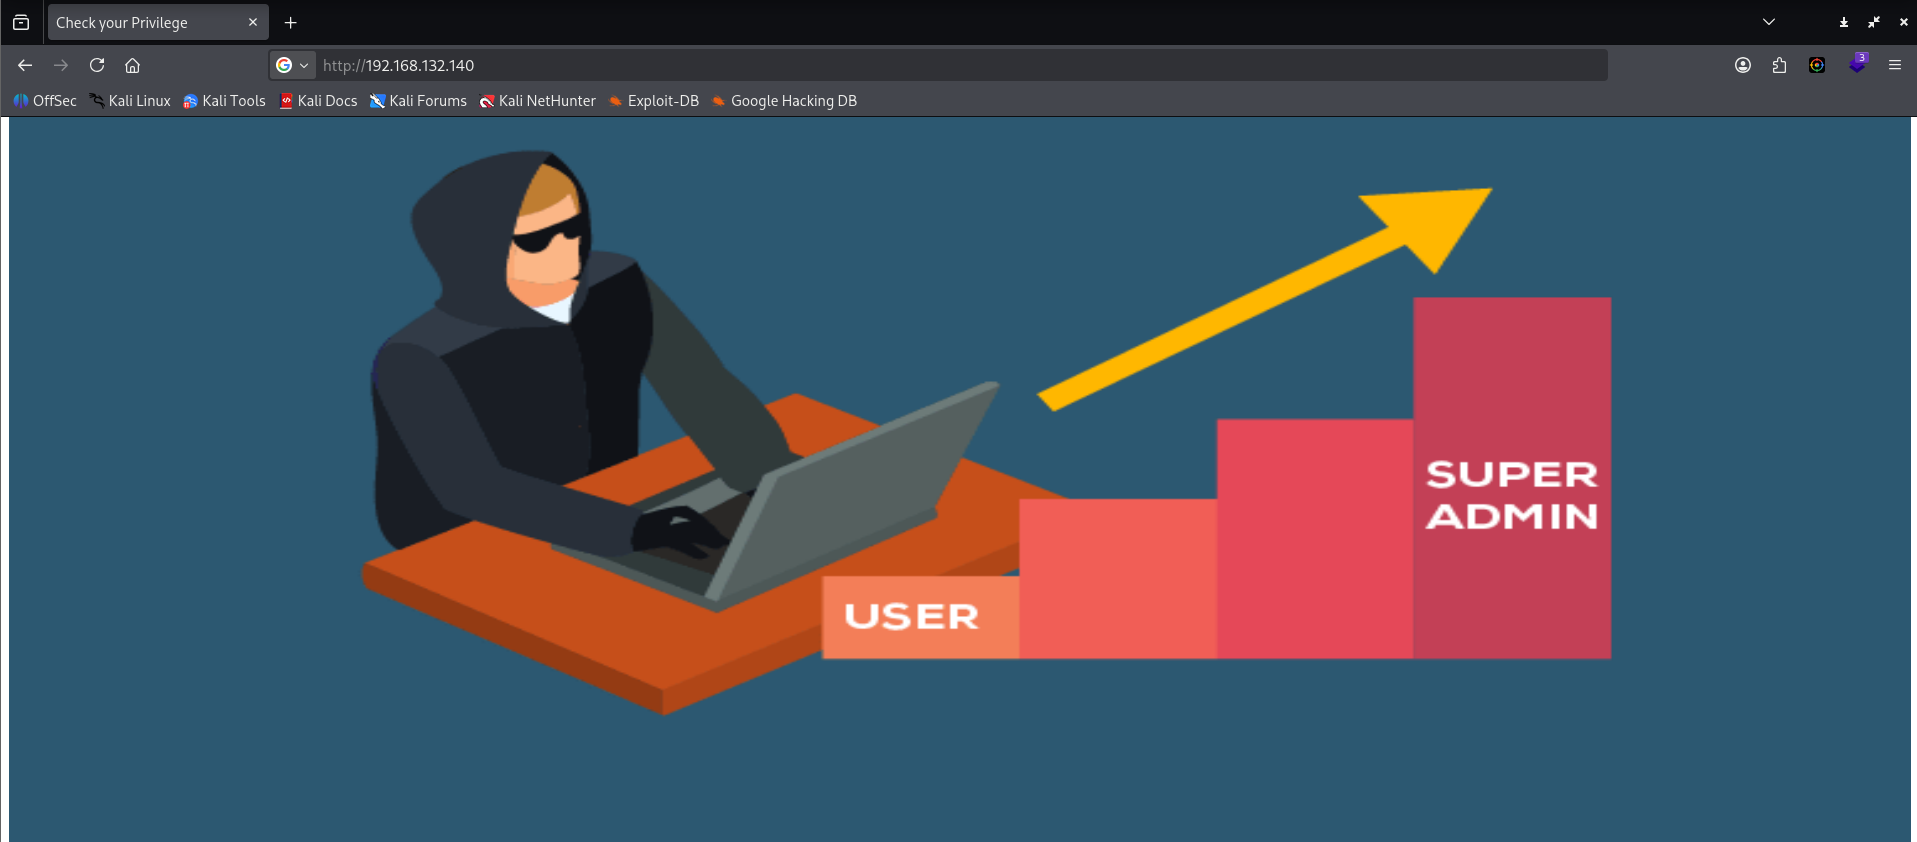 Check your Privilege
http://192.168.132.140
3
OffSec Kali Linux Kali Tools Kali Docs Kali Forums Kali NetHunter Exploit-DB Google Hacking DB
SUPER
ADMIN
USER